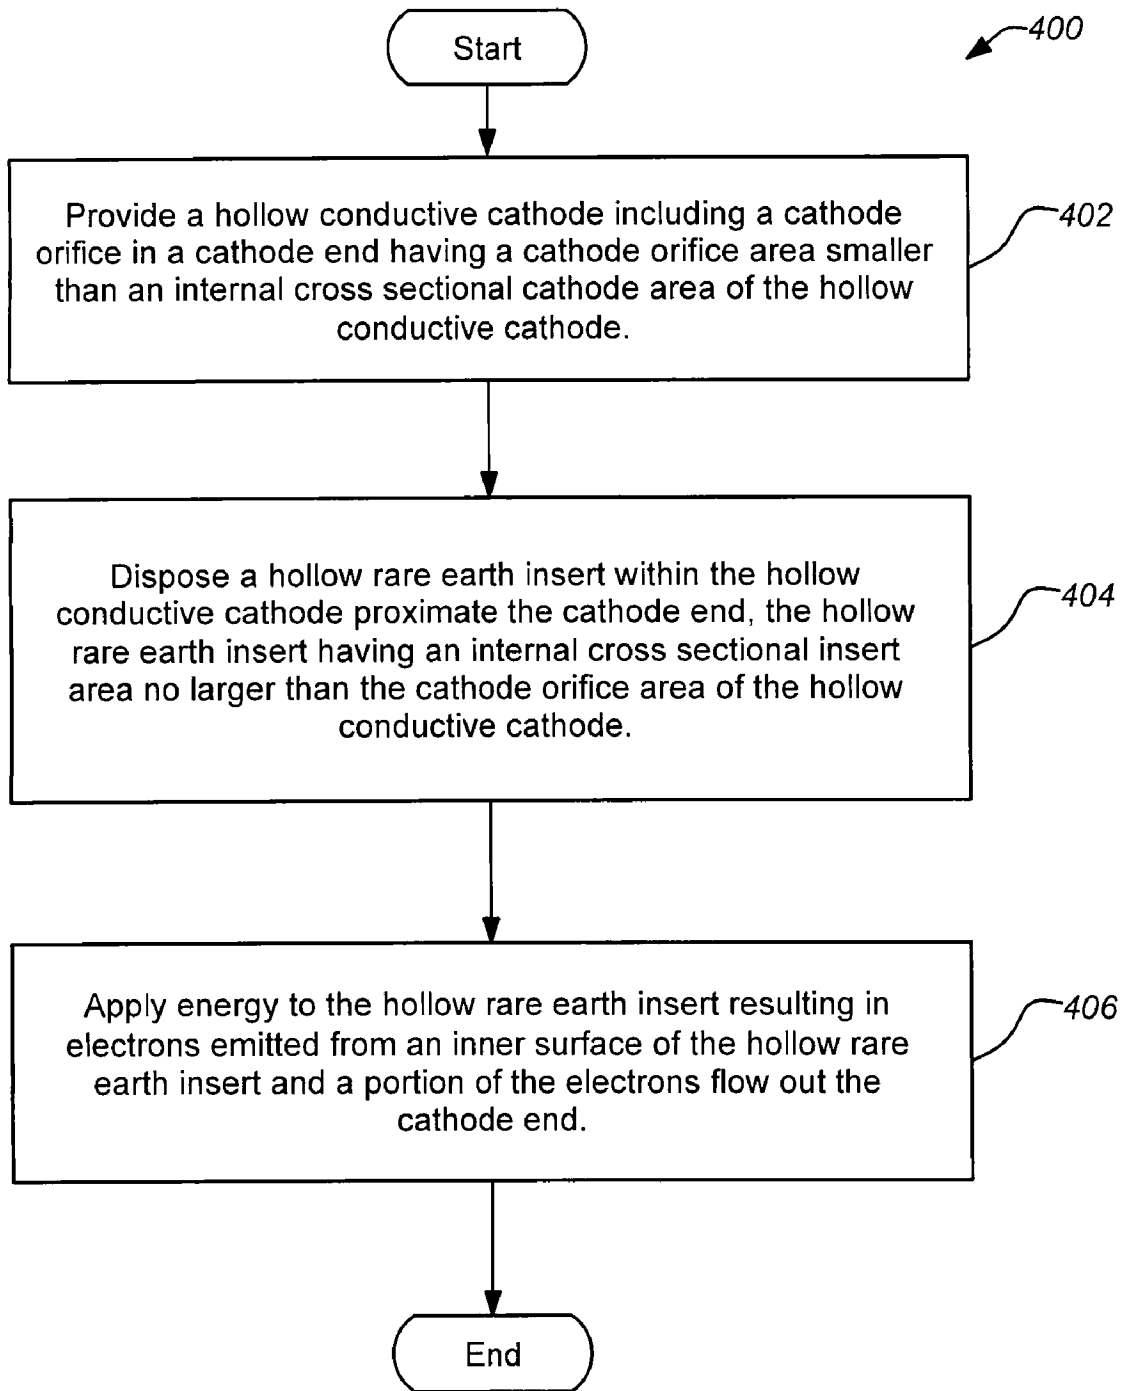 Start
400
Provide a hollow conductive cathode including a cathode
orifice in a cathode end having a cathode orifice area smaller
than an internal cross sectional cathode area of the hollow
conductive cathode.
402
Dispose a hollow rare earth insert within the hollow
conductive cathode proximate the cathode end, the hollow
rare earth insert having an internal cross sectional insert
area no larger than the cathode orifice area of the hollow
conductive cathode.
404
Apply energy to the hollow rare earth insert resulting in
electrons emitted from an inner surface of the hollow rare
earth insert and a portion of the electrons flow out the
cathode end.
406
End